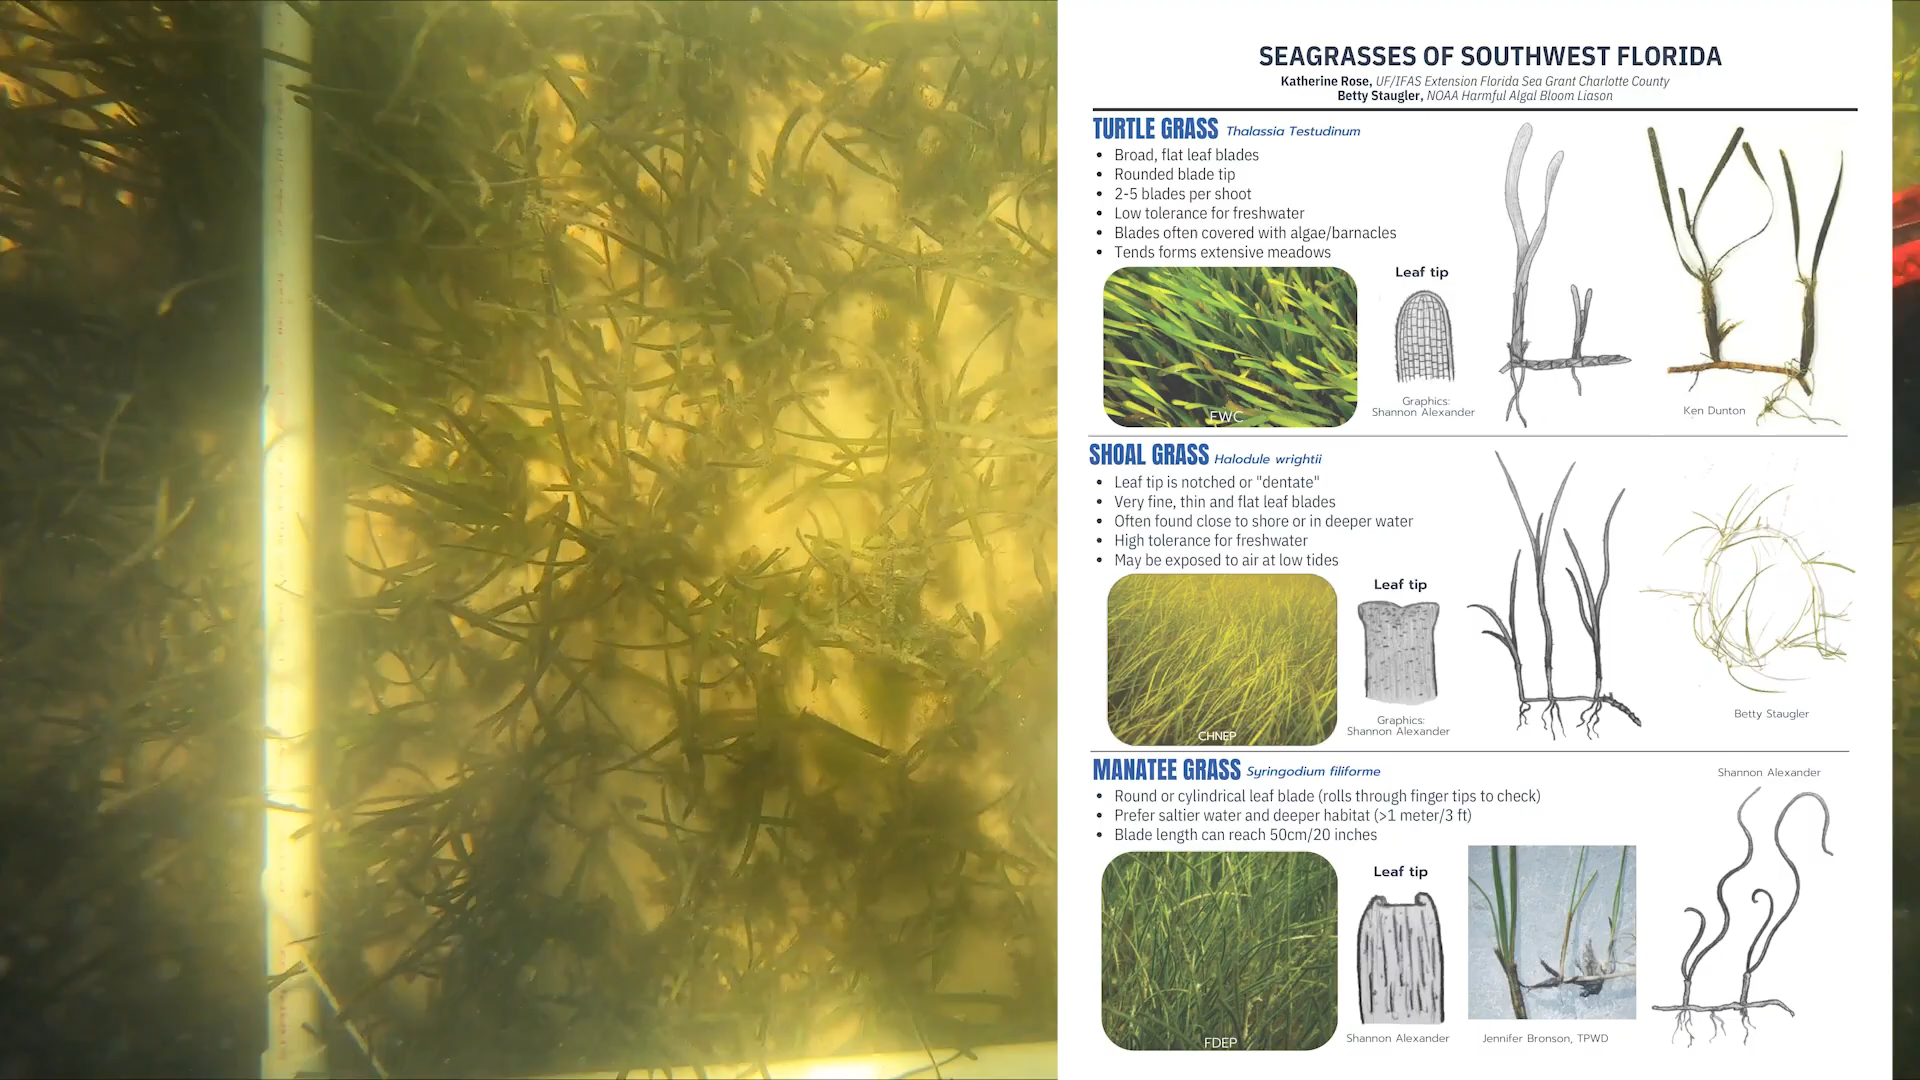 SEAGRASSES OF SOUTHWEST FLORIDA
Katherine Rose, UF/IFAS Extension Florida Sea Grant Charlotte County
Betty Staugler, NOAA Harmful Algal Bloom Liason
TURTLE GRASS Thalassia Testudinum
• Broad, flat leaf blades
• Rounded blade tip
• 2-5 blades per shoot
• Low tolerance for freshwater
• Blades often covered with algae/barnacles
• Tends forms extensive meadows
Leaf tip
FWC
Graphics:
Shannon Alexander
Ken Dunton
SHOAL GRASS Halodule wrightii
• Leaf tip is notched or "dentate"
• Very fine, thin and flat leaf blades
• Often found close to shore or in deeper water
• High tolerance for freshwater
• May be exposed to air at low tides
Leaf tip
CHNEP
Graphics:
Shannon Alexander
Betty Staugler
MANATEE GRASS Syringodium filiforme
Shannon Alexander
• Round or cylindrical leaf blade (rolls through finger tips to check)
• Prefer saltier water and deeper habitat (>1 meter/3 ft)
• Blade length can reach 50cm/20 inches
Leaf tip
FDEP
Shannon Alexander
Jennifer Bronson, TPWD